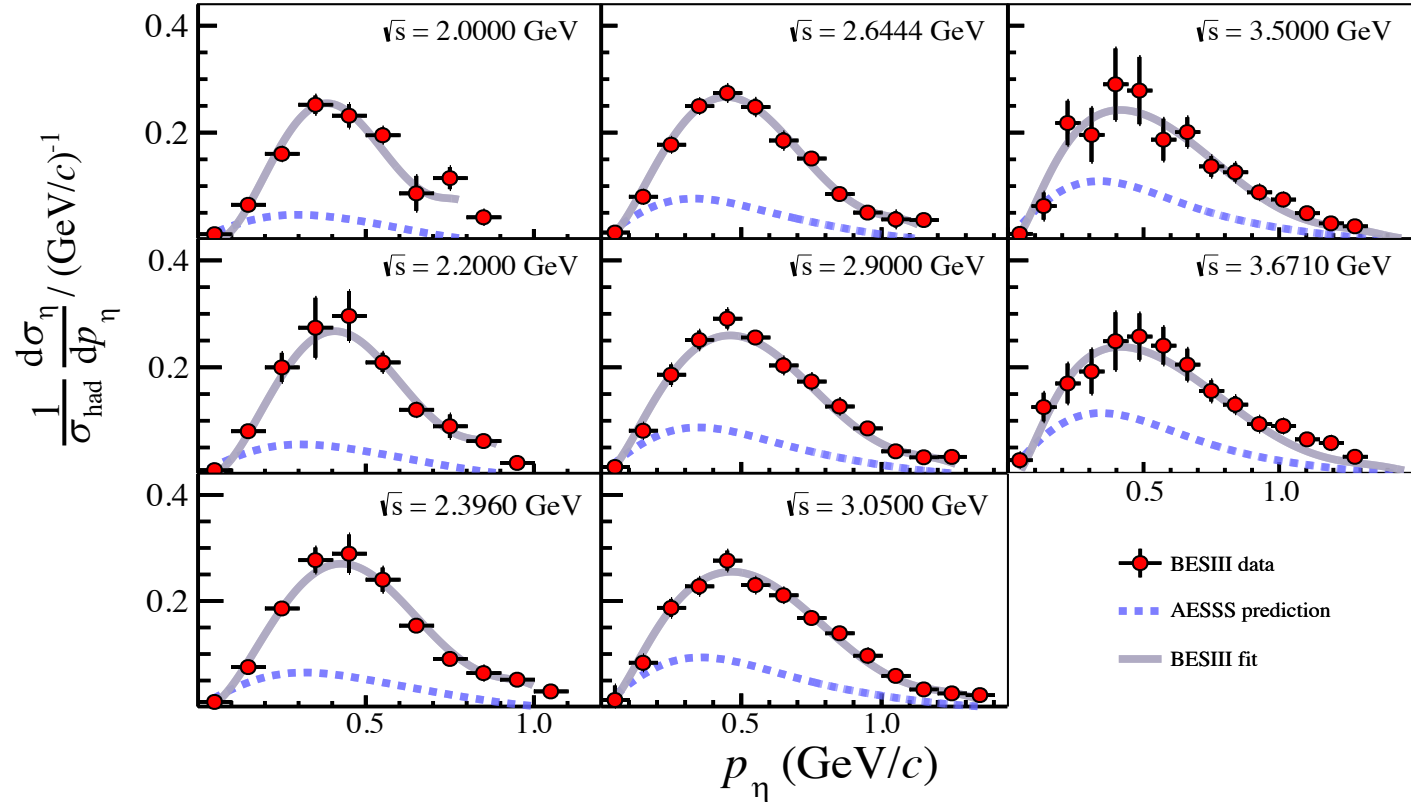 0.4
√s = 2.0000 GeV
√s = 2.6444 GeV
√s = 3.5000 GeV
0.2
0.4
√s = 2.2000 GeV
√s = 2.9000 GeV
√s = 3.6710 GeV
0.2
1/σhad dση/dpη / (GeV/c)-1
0.5
1.0
0.4
√s = 2.3960 GeV
√s = 3.0500 GeV
0.2
BESIII data
AESSS prediction
BESIII fit
0.5
1.0
0.5
1.0
pη (GeV/c)